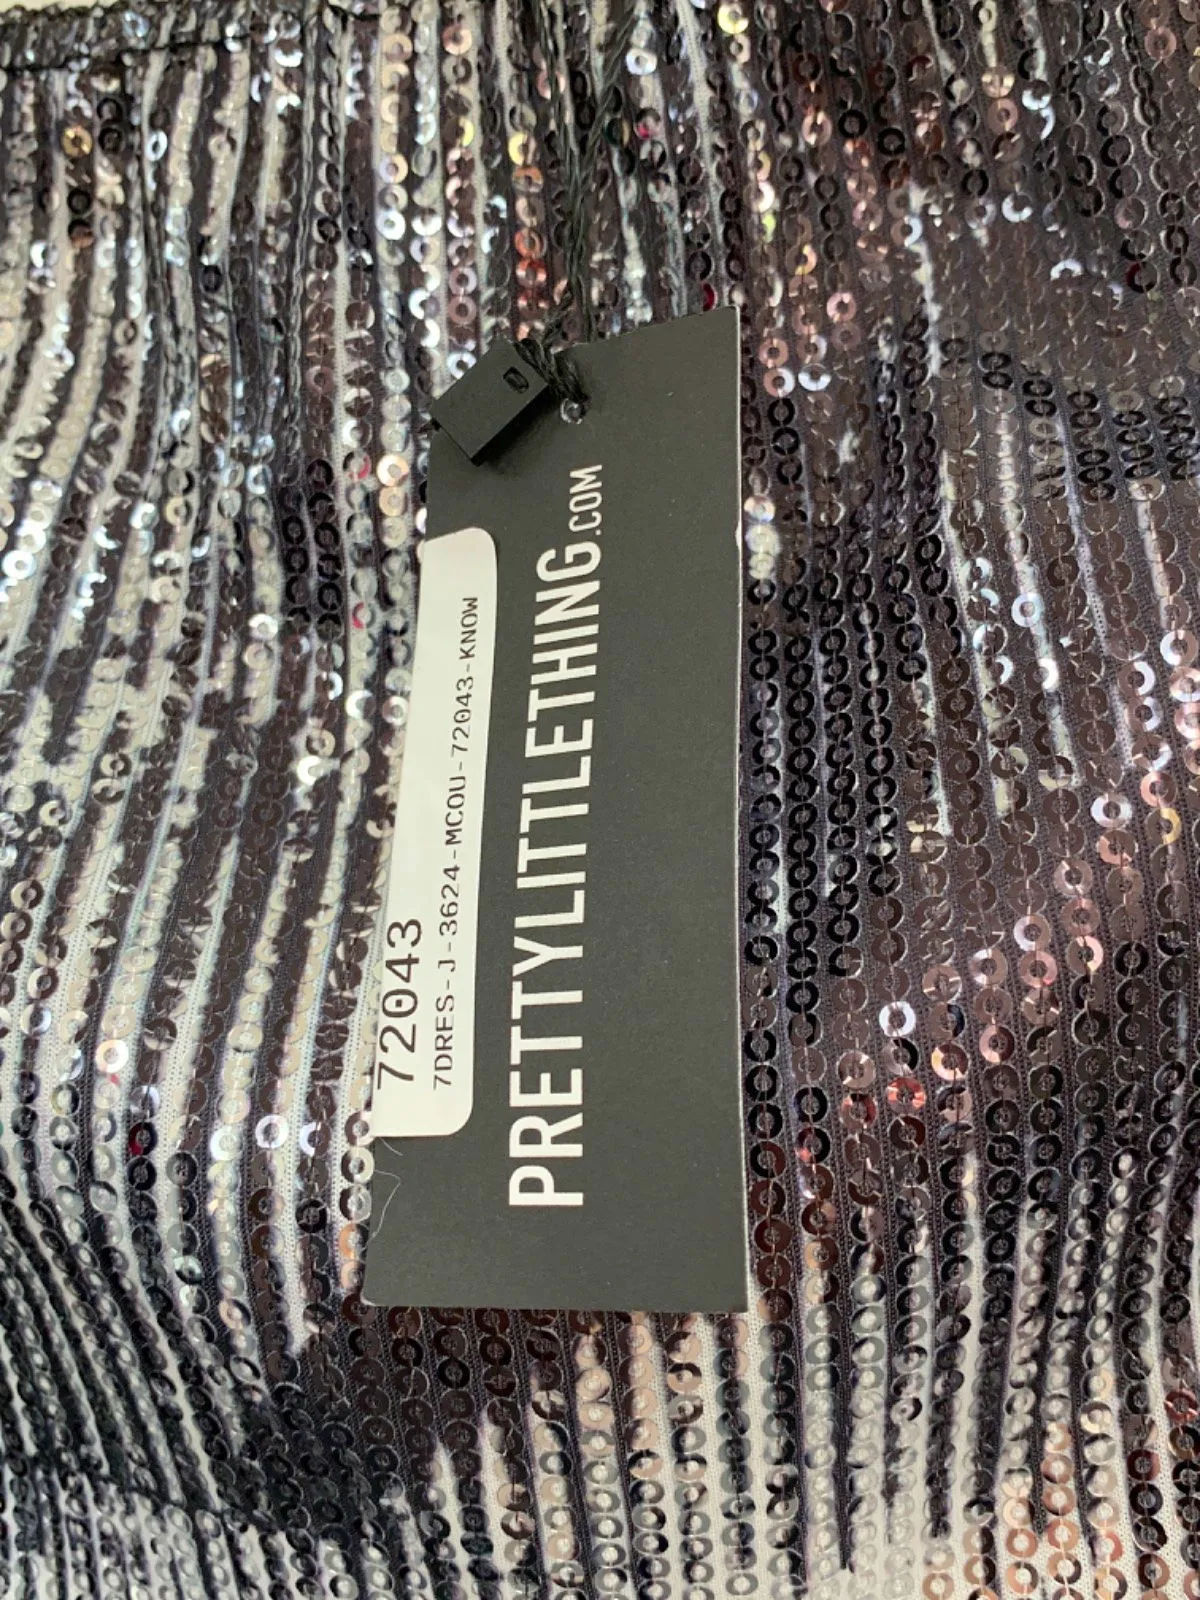 72043
7DRES-J-3624-MCOU-72043-KNOW
PRETTYLITTLETHING.COM